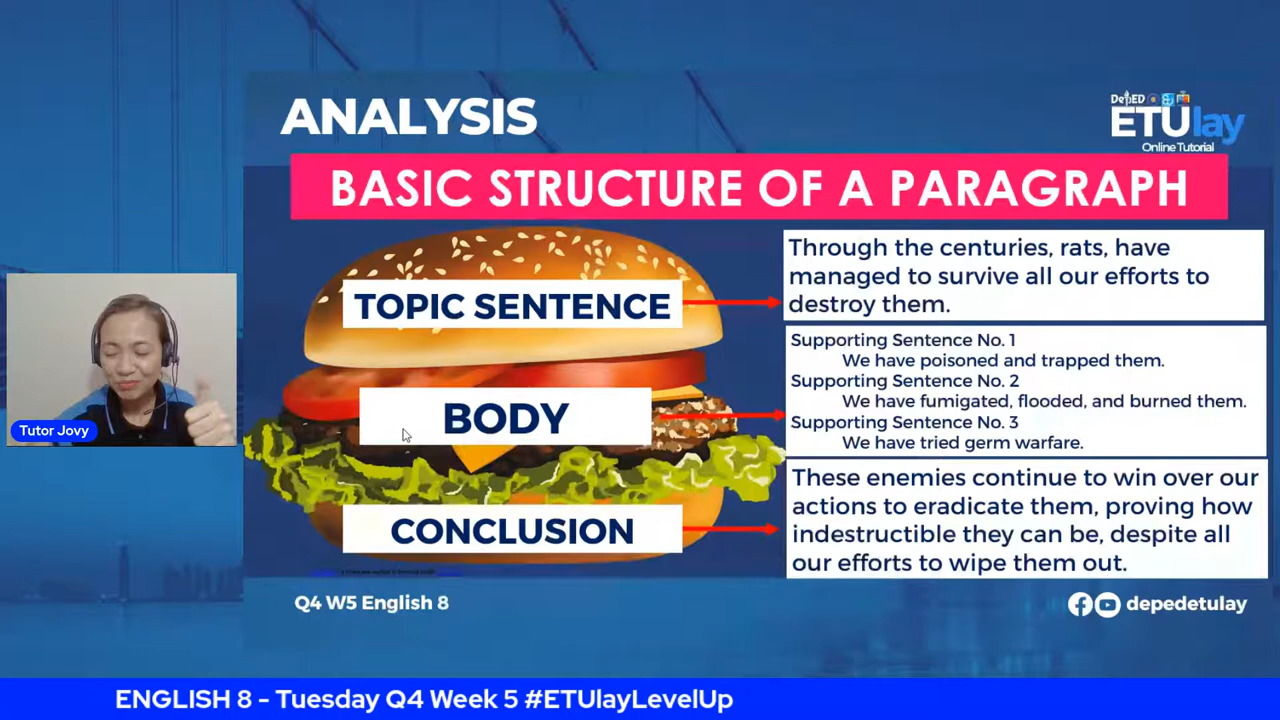 ANALYSIS
DepED
ETUlay
Online Tutorial
BASIC STRUCTURE OF A PARAGRAPH
TOPIC SENTENCE
Through the centuries, rats, have
managed to survive all our efforts to
destroy them.
BODY
Supporting Sentence No. 1
We have poisoned and trapped them.
Supporting Sentence No. 2
We have fumigated, flooded, and burned them.
Supporting Sentence No. 3
We have tried germ warfare.
CONCLUSION
These enemies continue to win over our
actions to eradicate them, proving how
indestructible they can be, despite all
our efforts to wipe them out.
Tutor Jovy
Q4 W5 English 8
depedetulay
ENGLISH 8 - Tuesday Q4 Week 5 #ETUlayLevelUp